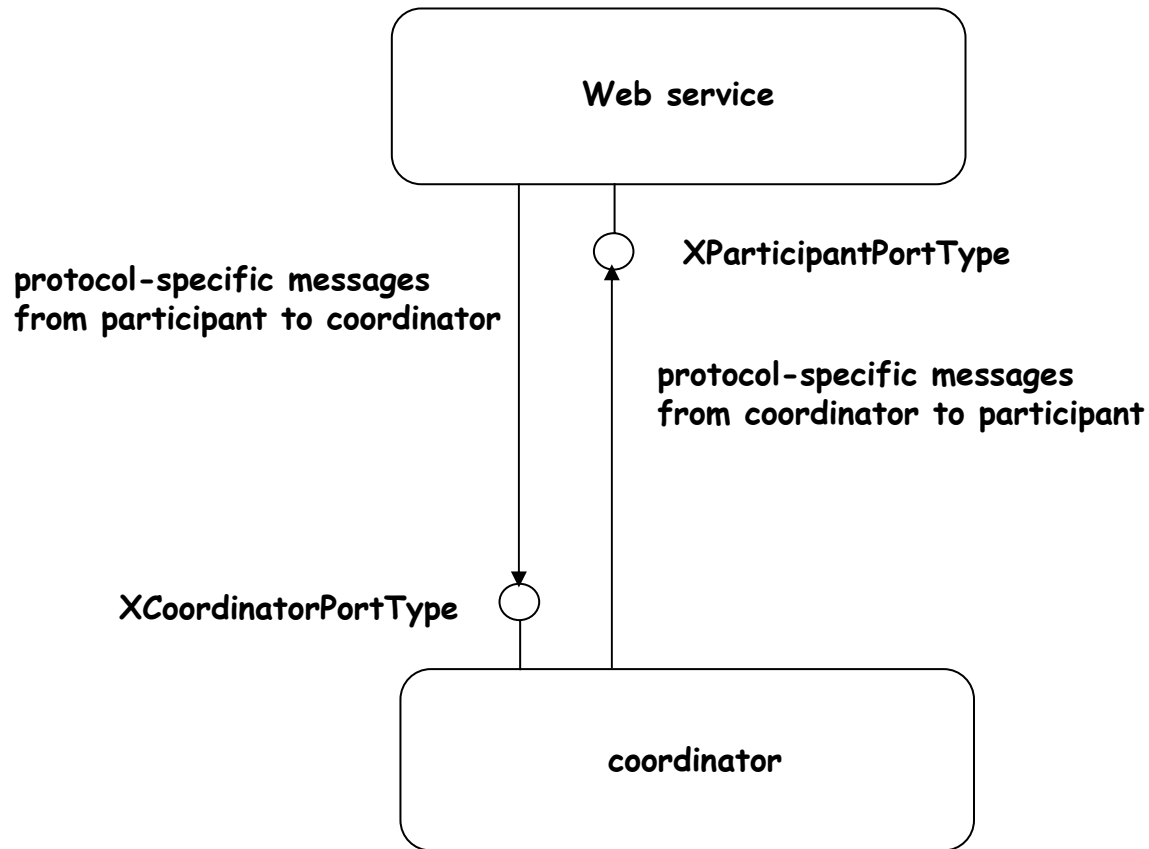 Web service
XParticipantPortType
protocol-specific messages
from participant to coordinator
protocol-specific messages
from coordinator to participant
XCoordinatorPortType
coordinator